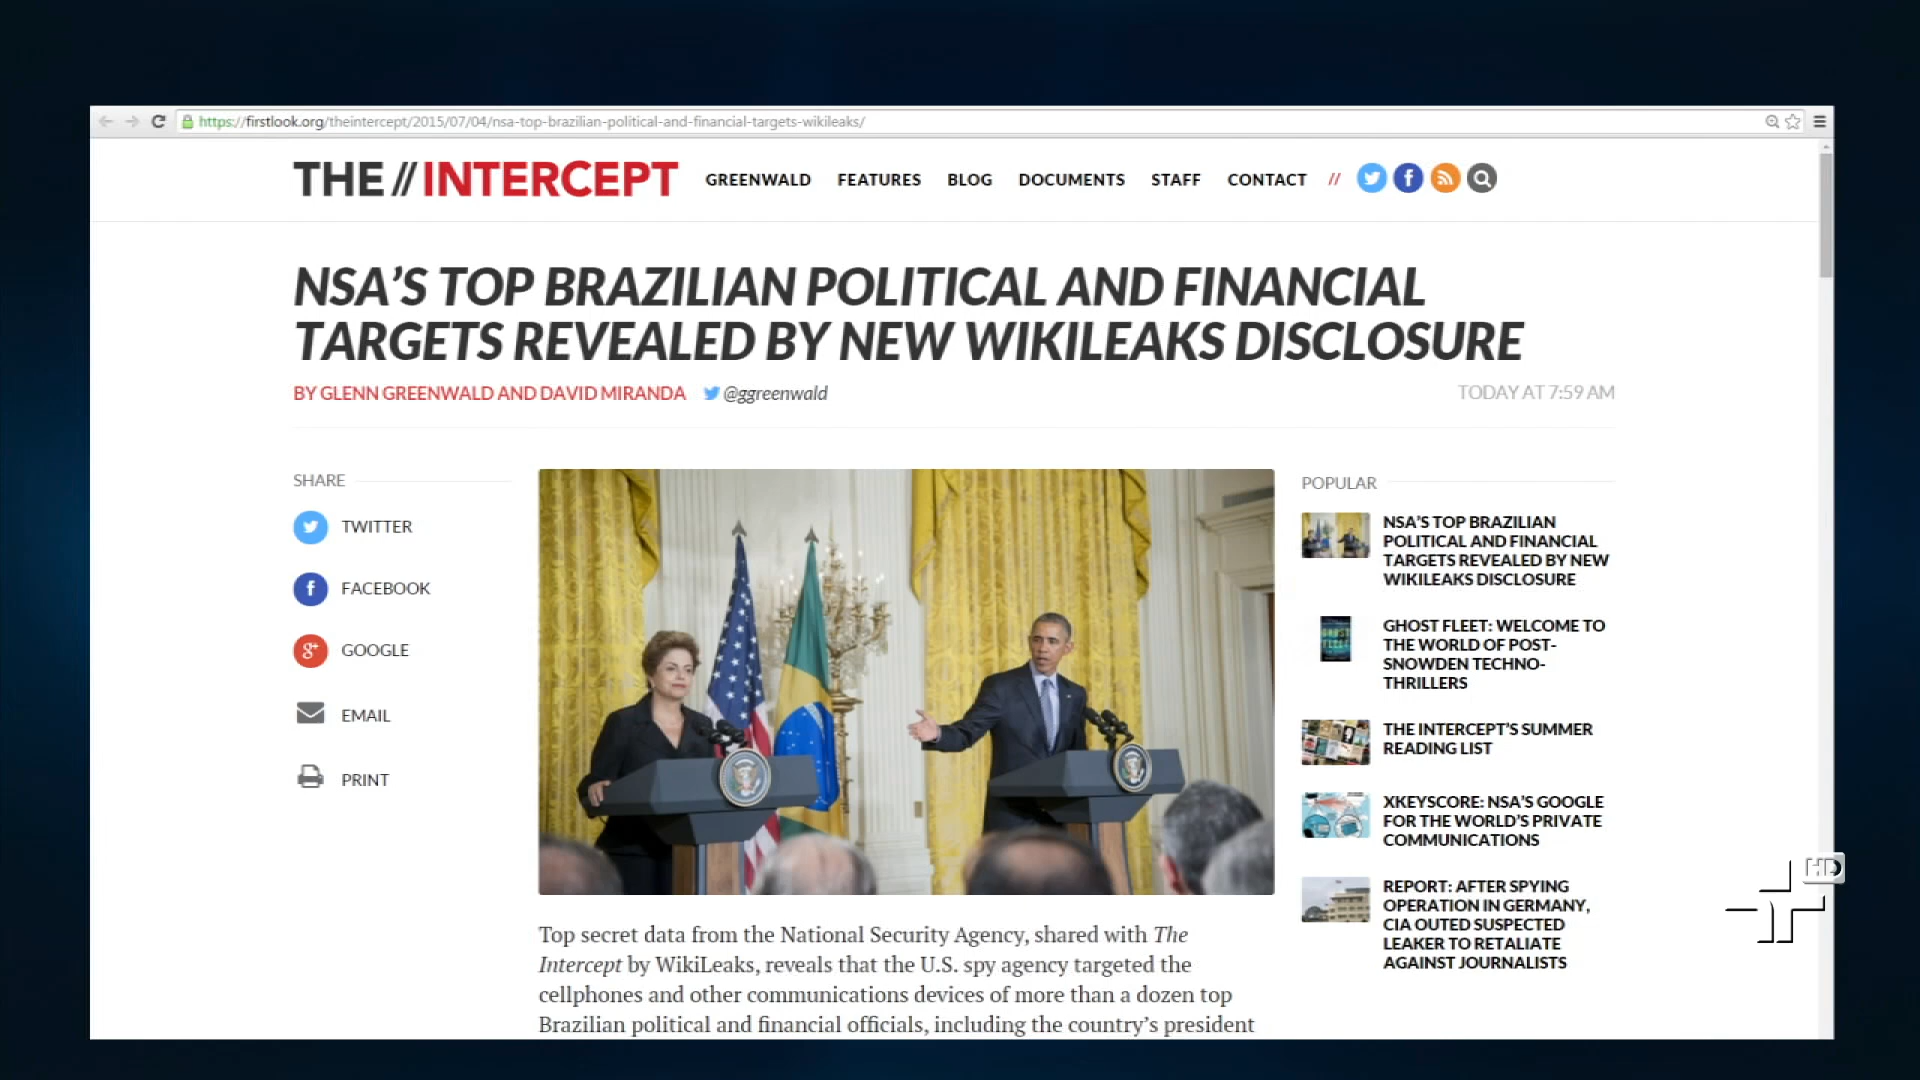 https://firstlook.org/theintercept/2015/07/04/nsa-top-brazilian-political-and-financial-targets-wikileaks/
THE // INTERCEPT
GREENWALD FEATURES BLOG DOCUMENTS STAFF CONTACT //
NSA'S TOP BRAZILIAN POLITICAL AND FINANCIAL
TARGETS REVEALED BY NEW WIKILEAKS DISCLOSURE
BY GLENN GREENWALD AND DAVID MIRANDA @ggreenwald
TODAY AT 7:59 AM
SHARE
TWITTER
FACEBOOK
GOOGLE
EMAIL
PRINT
Top secret data from the National Security Agency, shared with The
Intercept by WikiLeaks, reveals that the U.S. spy agency targeted the
cellphones and other communications devices of more than a dozen top
Brazilian political and financial officials, including the country's president
POPULAR
NSA'S TOP BRAZILIAN
POLITICAL AND FINANCIAL
TARGETS REVEALED BY NEW
WIKILEAKS DISCLOSURE
GHOST FLEET: WELCOME TO
THE WORLD OF POST-
SNOWDEN TECHNO-
THRILLERS
THE INTERCEPT'S SUMMER
READING LIST
XKEYSCORE: NSA'S GOOGLE
FOR THE WORLD'S PRIVATE
COMMUNICATIONS
REPORT: AFTER SPYING
OPERATION IN GERMANY,
CIA OUTED SUSPECTED
LEAKER TO RETALIATE
AGAINST JOURNALISTS
HD